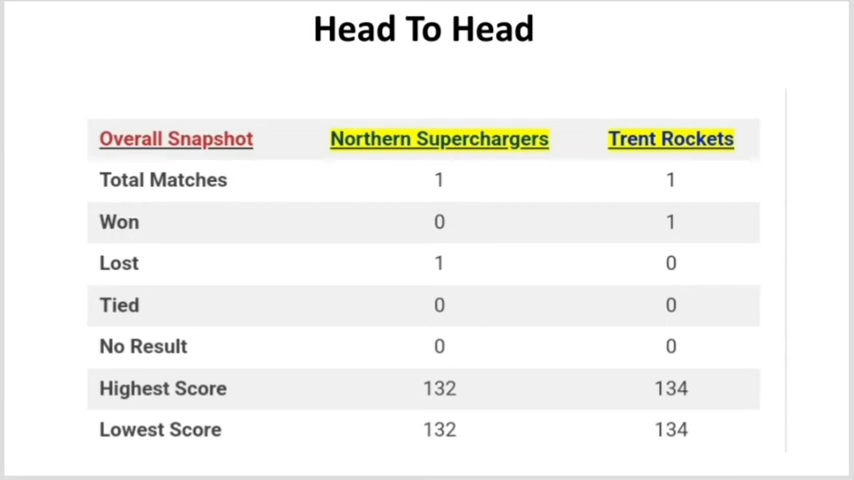 Head To Head
Overall Snapshot Northern Superchargers Trent Rockets
Total Matches 1 1
Won 0 1
Lost 1 0
Tied 0 0
No Result 0 0
Highest Score 132 134
Lowest Score 132 134